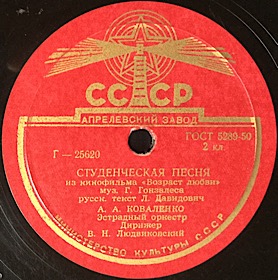 СССР
АПРЕЛЕВСКИЙ ЗАВОД
ГОСТ 5289-50
Г—25620
2 кл.
СТУДЕНЧЕСКАЯ ПЕСНЯ
из кинофильма «Возраст любви»
муз. Г. Гонзалеса
русск. текст Л. Давидович
А. А. КОВАЛЕНКО
Эстрадный оркестр
Дирижер
В. Н. Людвиковский
МИНИСТЕРСТВО КУЛЬТУРЫ СССР